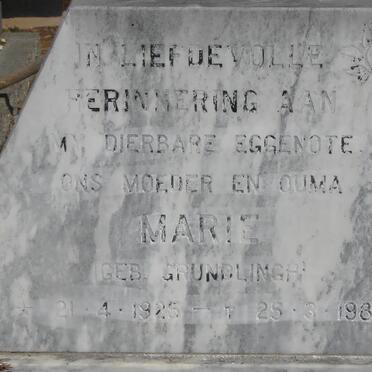 IN LIEFDEVOLLE
HERINNERING AAN
MY DIERBARE EGGENOTE
ONS MOEDER EN OUMA
MARIE
(GEB. GRUNDLINGH)
* 21·4·1925 — † 25·3·198